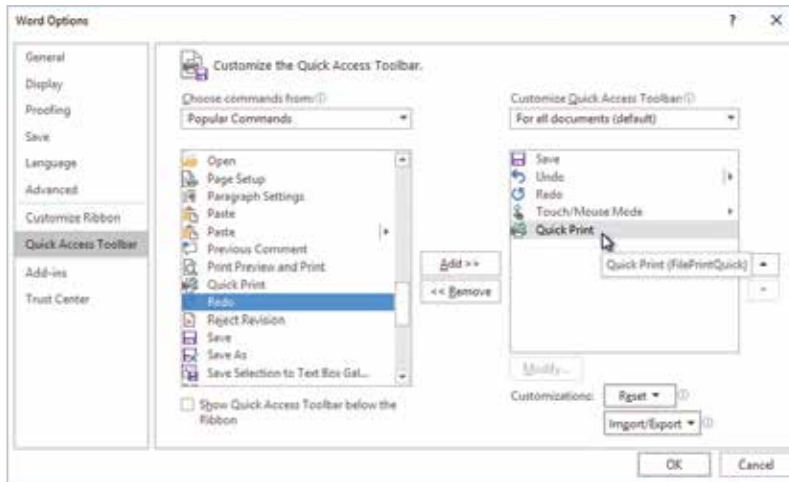 Word Options
?
General
Display
Proofing
Save
Language
Advanced
Customize Ribbon
Quick Access Toolbar
Add-ins
Trust Center
Customize the Quick Access Toolbar.
Choose commands from:
Popular Commands
Open
Page Setup
Paragraph Settings
Paste
Paste
Previous Comment
Print Preview and Print
Quick Print
Redo
Reject Revision
Save
Save As
Save Selection to Text Box Gal...
Show Quick Access Toolbar below the
Ribbon
Add >>
<< Remove
Customize Quick Access Toolbar:
For all documents (default)
Save
Undo
Redo
Touch/Mouse Mode
Quick Print
Quick Print (FilePrintQuick)
Modify...
Customizations:
Reset
Import/Export
OK
Cancel